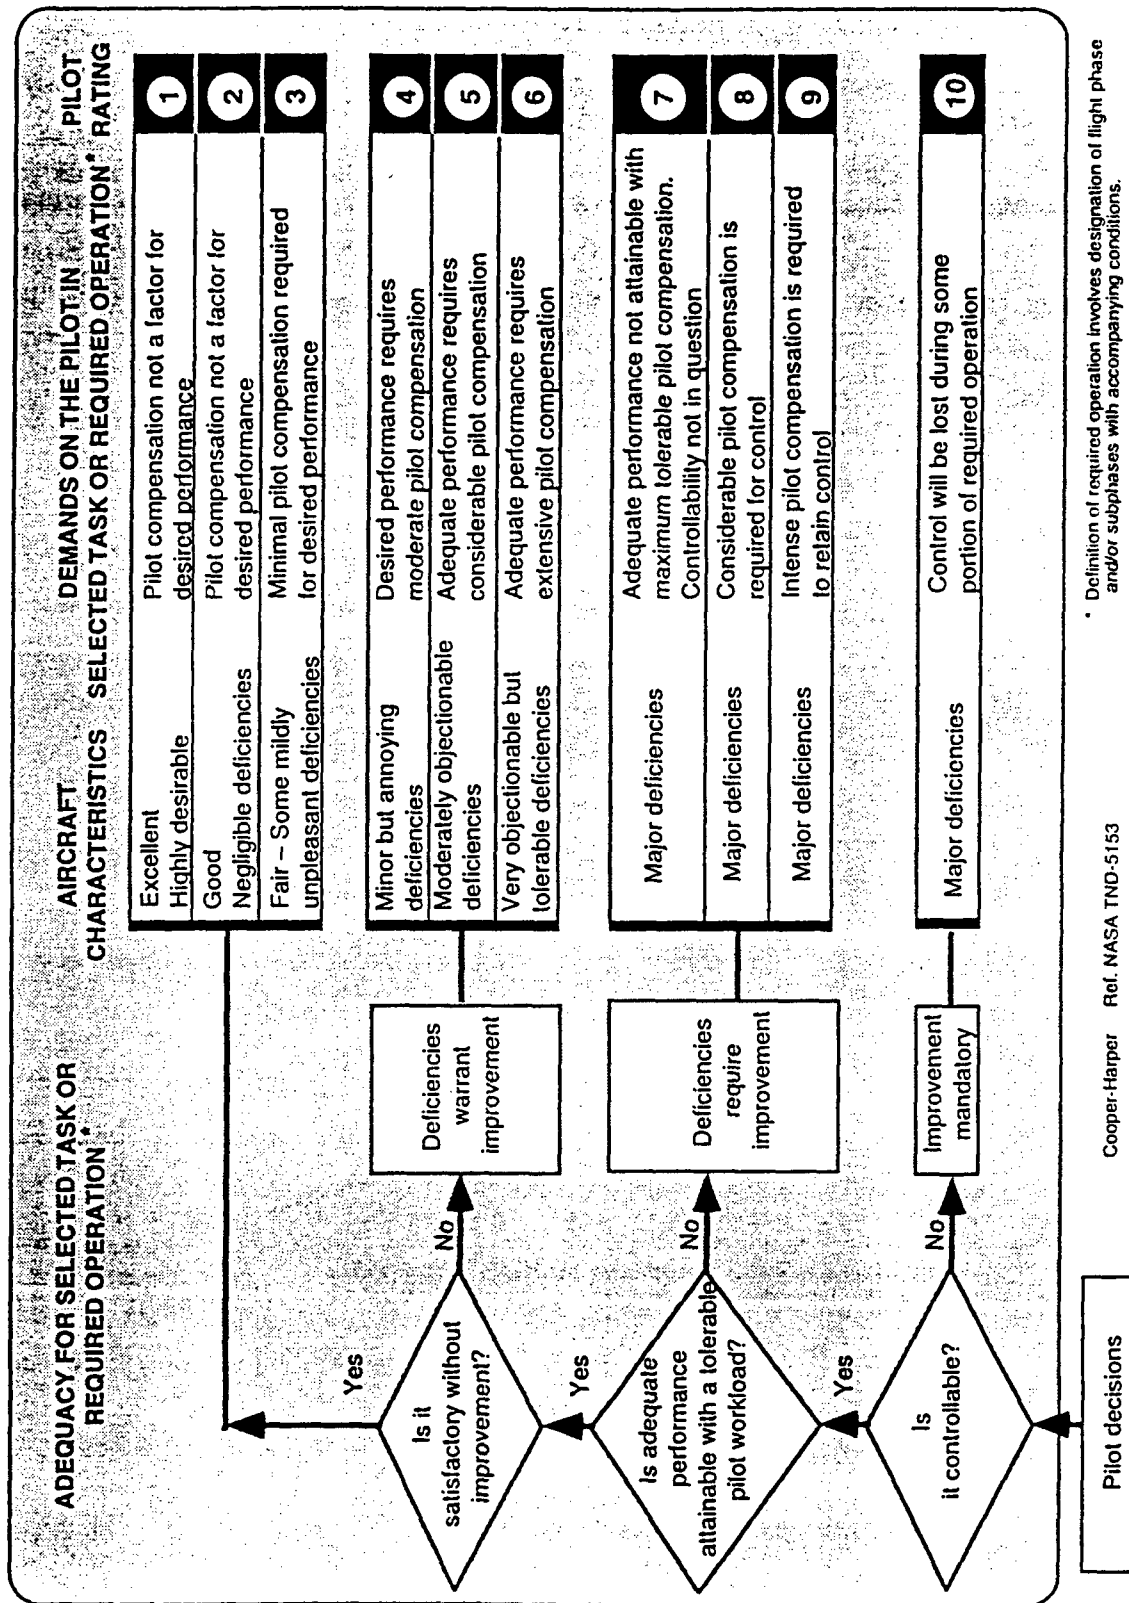 ADEQUACY FOR SELECTED TASK OR
REQUIRED OPERATION*
AIRCRAFT
CHARACTERISTICS
DEMANDS ON THE PILOT IN
SELECTED TASK OR REQUIRED OPERATION*
PILOT
RATING
Excellent
Highly desirable
Pilot compensation not a factor for
desired performance
1
Good
Negligible deficiencies
Pilot compensation not a factor for
desired performance
2
Fair – Some mildly
unpleasant deficiencies
Minimal pilot compensation required
for desired performance
3
Yes
Is it
satisfactory without
improvement?
No
Deficiencies
warrant
improvement
Minor but annoying
deficiencies
Desired performance requires
moderate pilot compensation
4
Moderately objectionable
deficiencies
Adequate performance requires
considerable pilot compensation
5
Very objectionable but
tolerable deficiencies
Adequate performance requires
extensive pilot compensation
6
Yes
Is adequate
performance
attainable with a tolerable
pilot workload?
No
Deficiencies
require
improvement
Major deficiencies
Adequate performance not attainable with
maximum tolerable pilot compensation.
Controllability not in question
7
Major deficiencies
Considerable pilot compensation is
required for control
8
Major deficiencies
Intense pilot compensation is required
to retain control
9
Yes
Is
it controllable?
No
Improvement
mandatory
Major deficiencies
Control will be lost during some
portion of required operation
10
Pilot decisions
Cooper-Harper Ref. NASA TND-5153
* Definition of required operation involves designation of flight phase
and/or subphases with accompanying conditions.